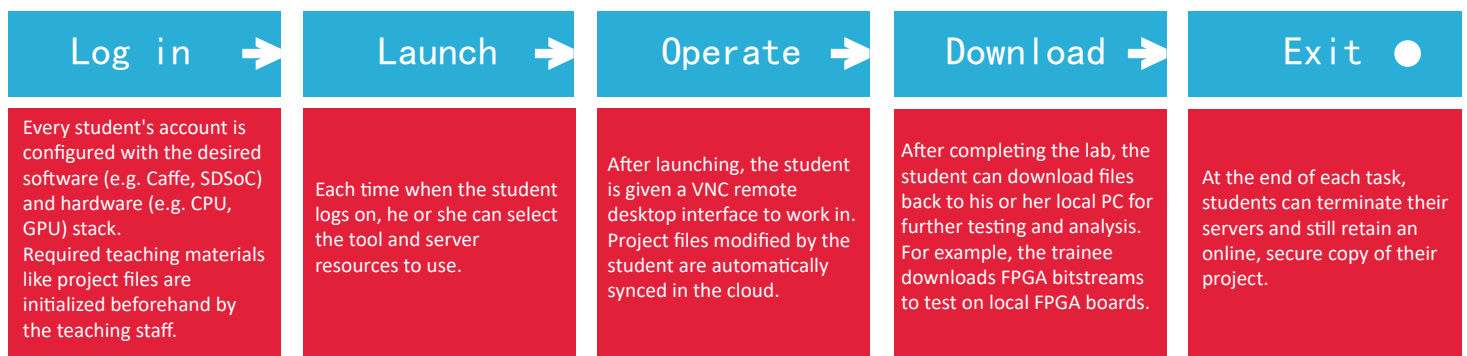 Log in
Every student's account is
configured with the desired
software (e.g. Caffe, SDSoC)
and hardware (e.g. CPU,
GPU) stack.
Required teaching materials
like project files are
initialized beforehand by
the teaching staff.
Launch
Each time when the student
logs on, he or she can select
the tool and server
resources to use.
Operate
After launching, the student
is given a VNC remote
desktop interface to work in.
Project files modified by the
student are automatically
synced in the cloud.
Download
After completing the lab, the
student can download files
back to his or her local PC for
further testing and analysis.
For example, the trainee
downloads FPGA bitstreams
to test on local FPGA boards.
Exit
At the end of each task,
students can terminate their
servers and still retain an
online, secure copy of their
project.